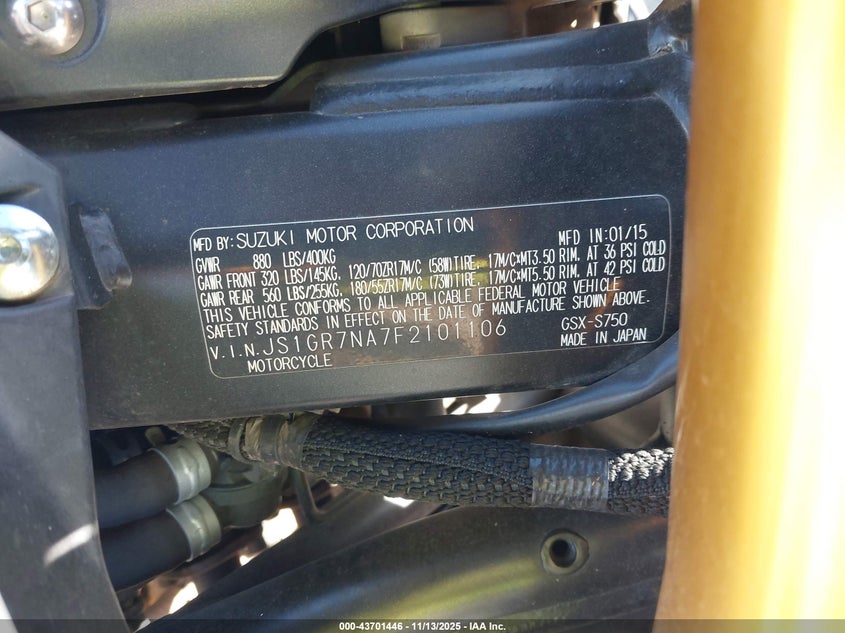 MFD BY: SUZUKI MOTOR CORPORATION MFD IN: 01/15
GVWR 880 LBS/400KG
GAWR FRONT 320 LBS/145KG, 120/70ZR17M/C (58W)TIRE, 17M/C×MT3.50 RIM, AT 36 PSI COLD
GAWR REAR 560 LBS/255KG, 180/55ZR17M/C (73W)TIRE, 17M/C×MT5.50 RIM, AT 42 PSI COLD
THIS VEHICLE CONFORMS TO ALL APPLICABLE FEDERAL MOTOR VEHICLE
SAFETY STANDARDS IN EFFECT ON THE DATE OF MANUFACTURE SHOWN ABOVE.
V.I.N. JS1GR7NA7F2101106 GSX-S750
MOTORCYCLE MADE IN JAPAN
000-43701446 - 11/13/2025 - IAA Inc.